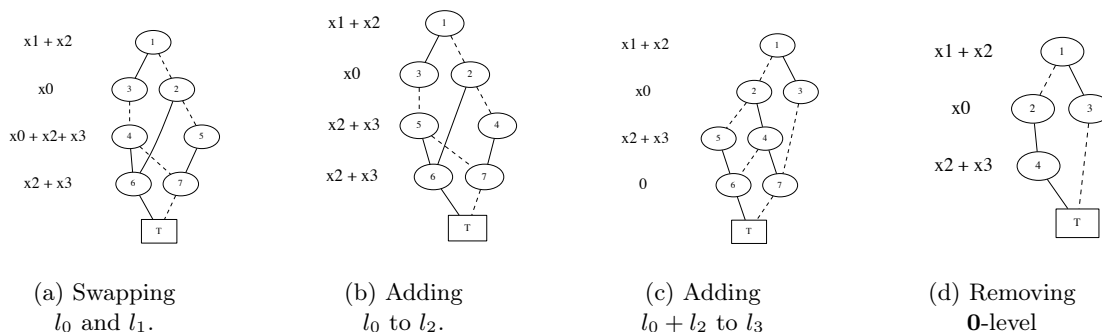 x1 + x2
x0
x0 + x2+ x3
x2 + x3
1
3
2
4
5
6
7
T
(a) Swapping
l0 and l1.
x1 + x2
x0
x2 + x3
x2 + x3
1
3
2
5
4
6
7
T
(b) Adding
l0 to l2.
x1 + x2
x0
x2 + x3
0
1
2
3
5
4
6
7
T
(c) Adding
l0 + l2 to l3
x1 + x2
x0
x2 + x3
1
2
3
4
T
(d) Removing
0-level